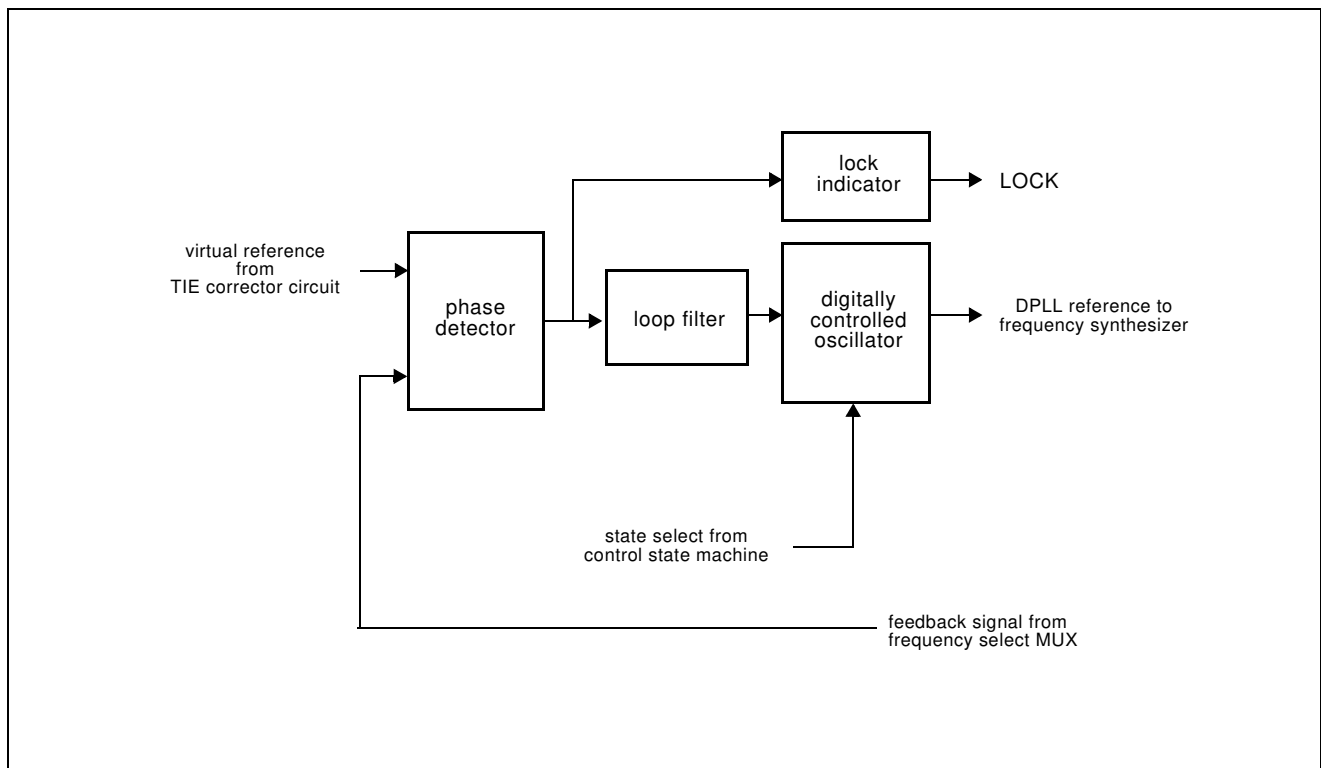 lock
indicator
LOCK
virtual reference
from
TIE corrector circuit
phase
detector
loop filter
digitally
controlled
oscillator
DPLL reference to
frequency synthesizer
state select from
control state machine
feedback signal from
frequency select MUX